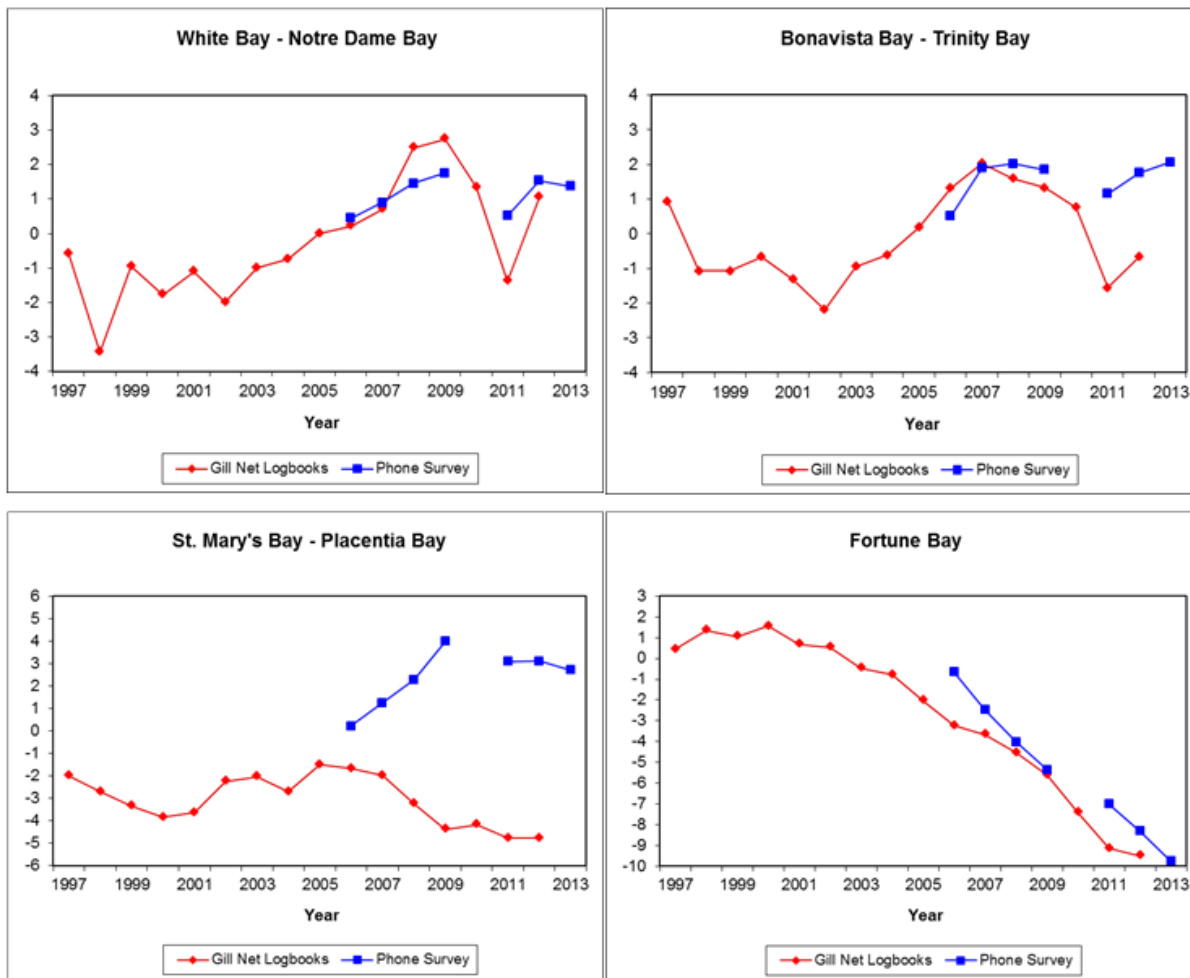 White Bay - Notre Dame Bay
4
3
2
1
0
-1
-2
-3
-4
1997 1999 2001 2003 2005 2007 2009 2011 2013
Year
Gill Net Logbooks Phone Survey
Bonavista Bay - Trinity Bay
4
3
2
1
0
-1
-2
-3
-4
1997 1999 2001 2003 2005 2007 2009 2011 2013
Year
Gill Net Logbooks Phone Survey
St. Mary's Bay - Placentia Bay
6
5
4
3
2
1
0
-1
-2
-3
-4
-5
-6
1997 1999 2001 2003 2005 2007 2009 2011 2013
Year
Gill Net Logbooks Phone Survey
Fortune Bay
3
2
1
0
-1
-2
-3
-4
-5
-6
-7
-8
-9
-10
1997 1999 2001 2003 2005 2007 2009 2011 2013
Year
Gill Net Logbooks Phone Survey